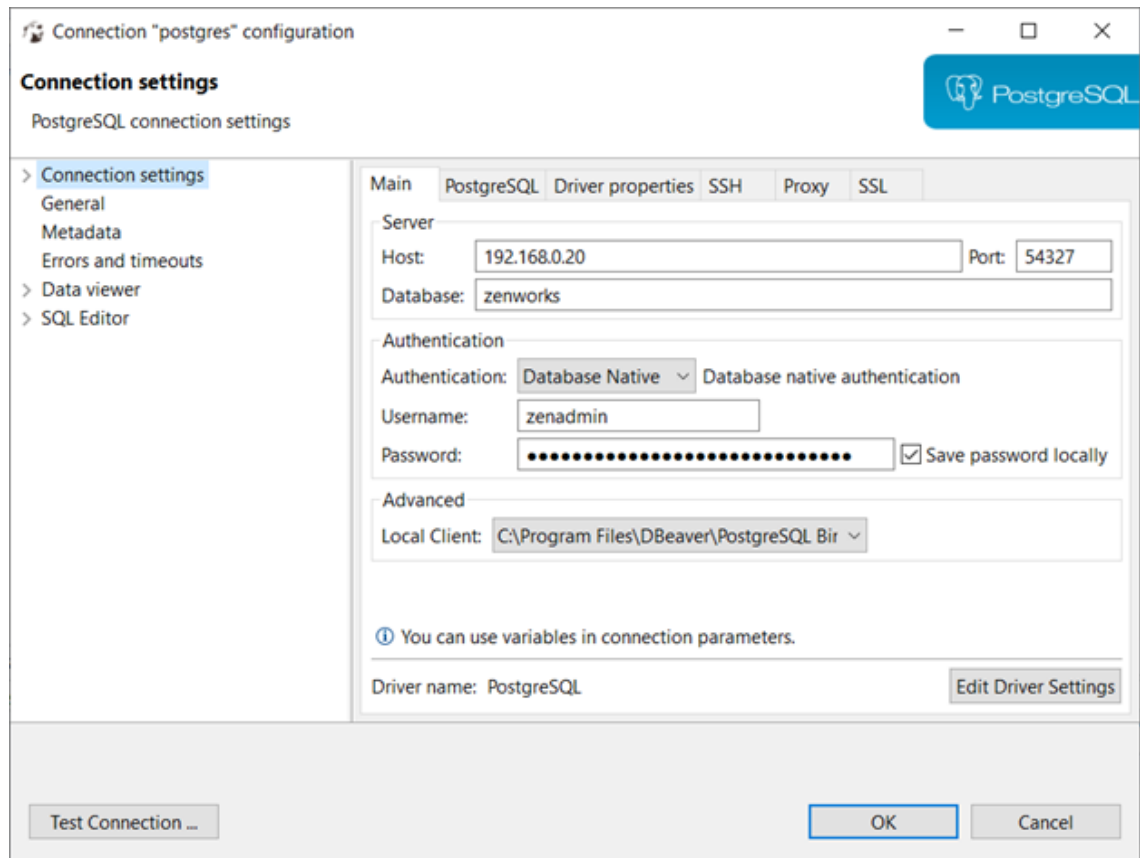 Connection "postgres" configuration
Connection settings
PostgreSQL connection settings
PostgreSQL
Connection settings
General
Metadata
Errors and timeouts
Data viewer
SQL Editor
Main PostgreSQL Driver properties SSH Proxy SSL
Server
Host: 192.168.0.20 Port: 54327
Database: zenworks
Authentication
Authentication: Database Native Database native authentication
Username: zenadmin
Password: ••••••••••••••••••••••••••••• Save password locally
Advanced
Local Client: C:\Program Files\DBeaver\PostgreSQL Bir
You can use variables in connection parameters.
Driver name: PostgreSQL Edit Driver Settings
Test Connection ... OK Cancel